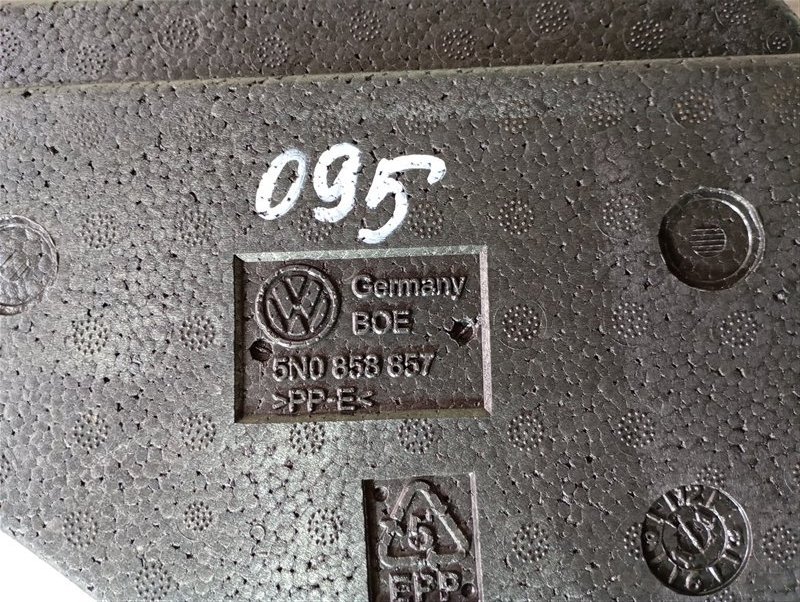 095
Germany
BOE
5N0 858 857
>PP-E<
5
EPP